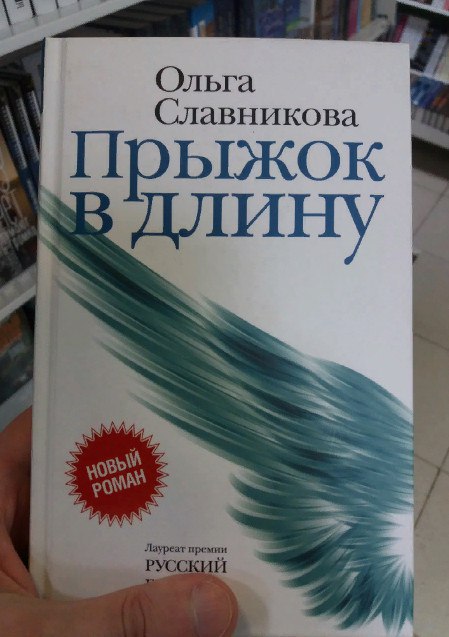 Ольга
Славникова
Прыжок
в длину
НОВЫЙ
РОМАН
Лауреат премии
РУССКИЙ